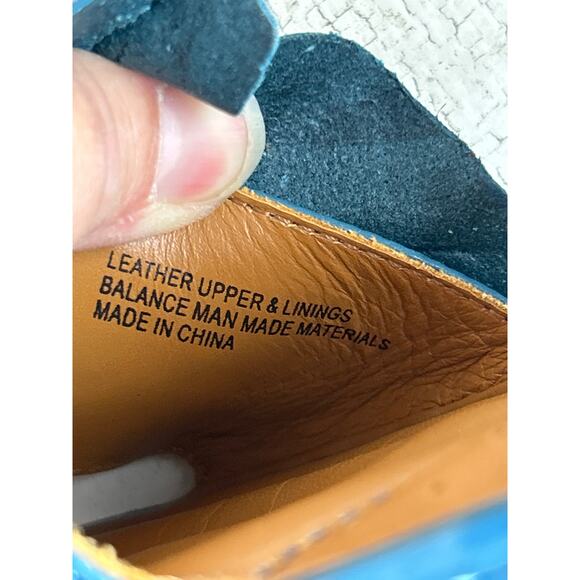 LEATHER UPPER & LININGS
BALANCE MAN MADE MATERIALS
MADE IN CHINA